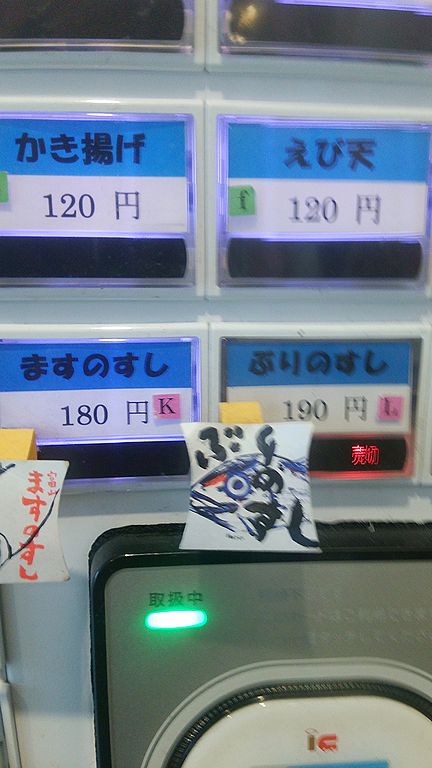 かき揚げ
120 円
えび天
f
120 円
ますのすし
180 円
K
ぶりのすし
190 円
L
売切
ますのすし
ぶりのすし
取扱中
ic